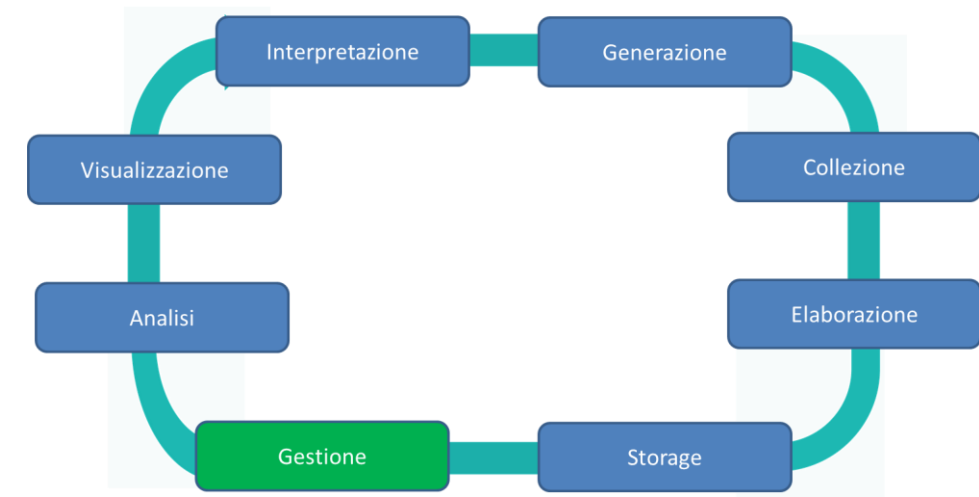 Interpretazione
Generazione
Visualizzazione
Collezione
Analisi
Elaborazione
Gestione
Storage